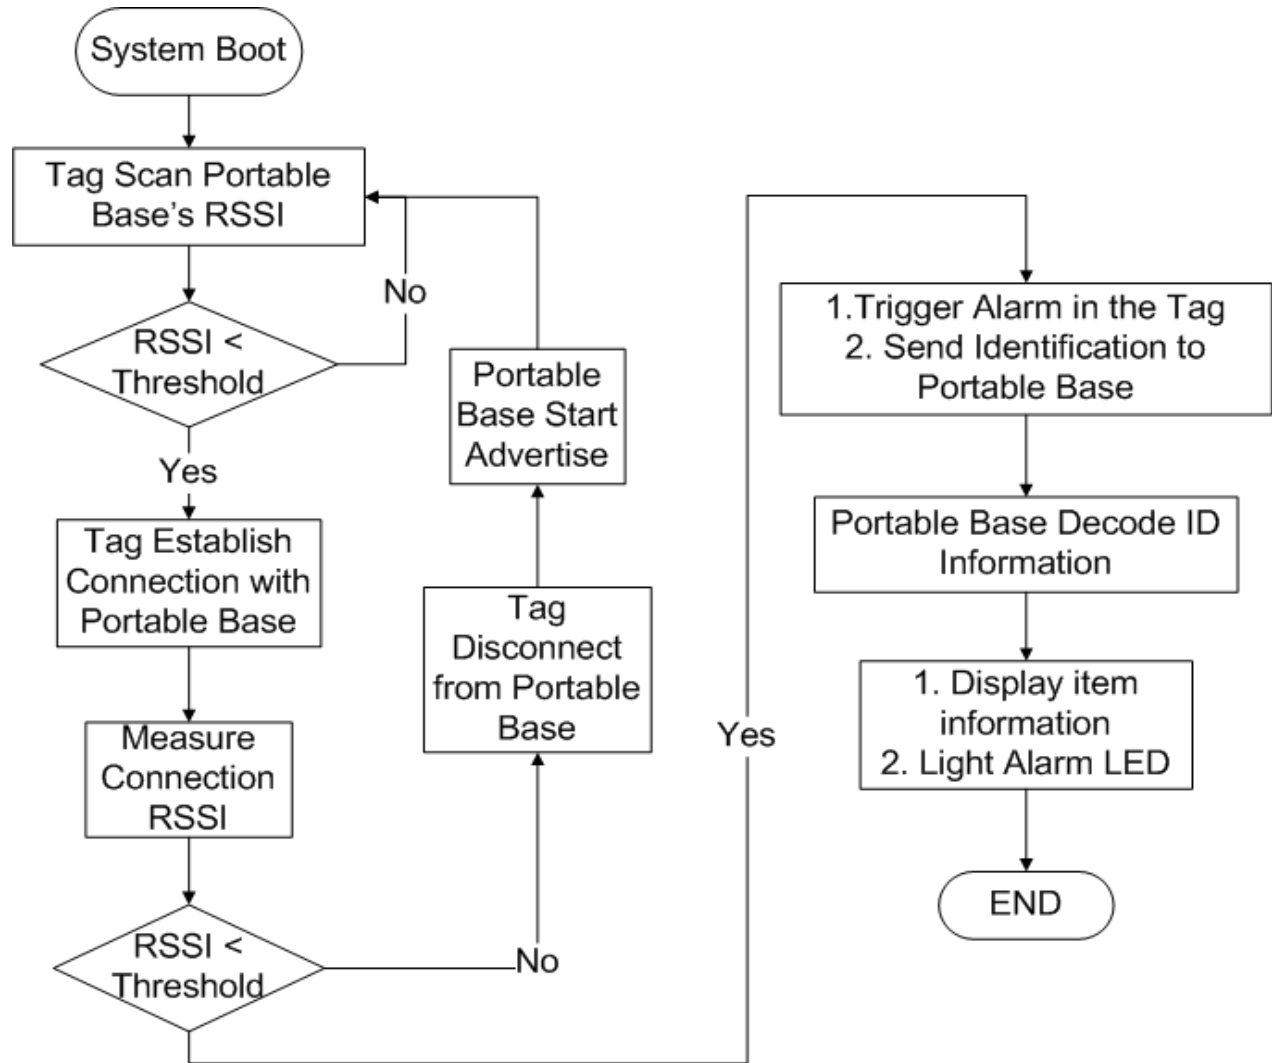 System Boot
Tag Scan Portable
Base's RSSI
No
RSSI <
Threshold
Yes
Tag Establish
Connection with
Portable Base
Measure
Connection
RSSI
RSSI <
Threshold
No
Tag
Disconnect
from Portable
Base
Portable
Base Start
Advertise
Yes
1.Trigger Alarm in the Tag
2. Send Identification to
Portable Base
Portable Base Decode ID
Information
1. Display item
information
2. Light Alarm LED
END